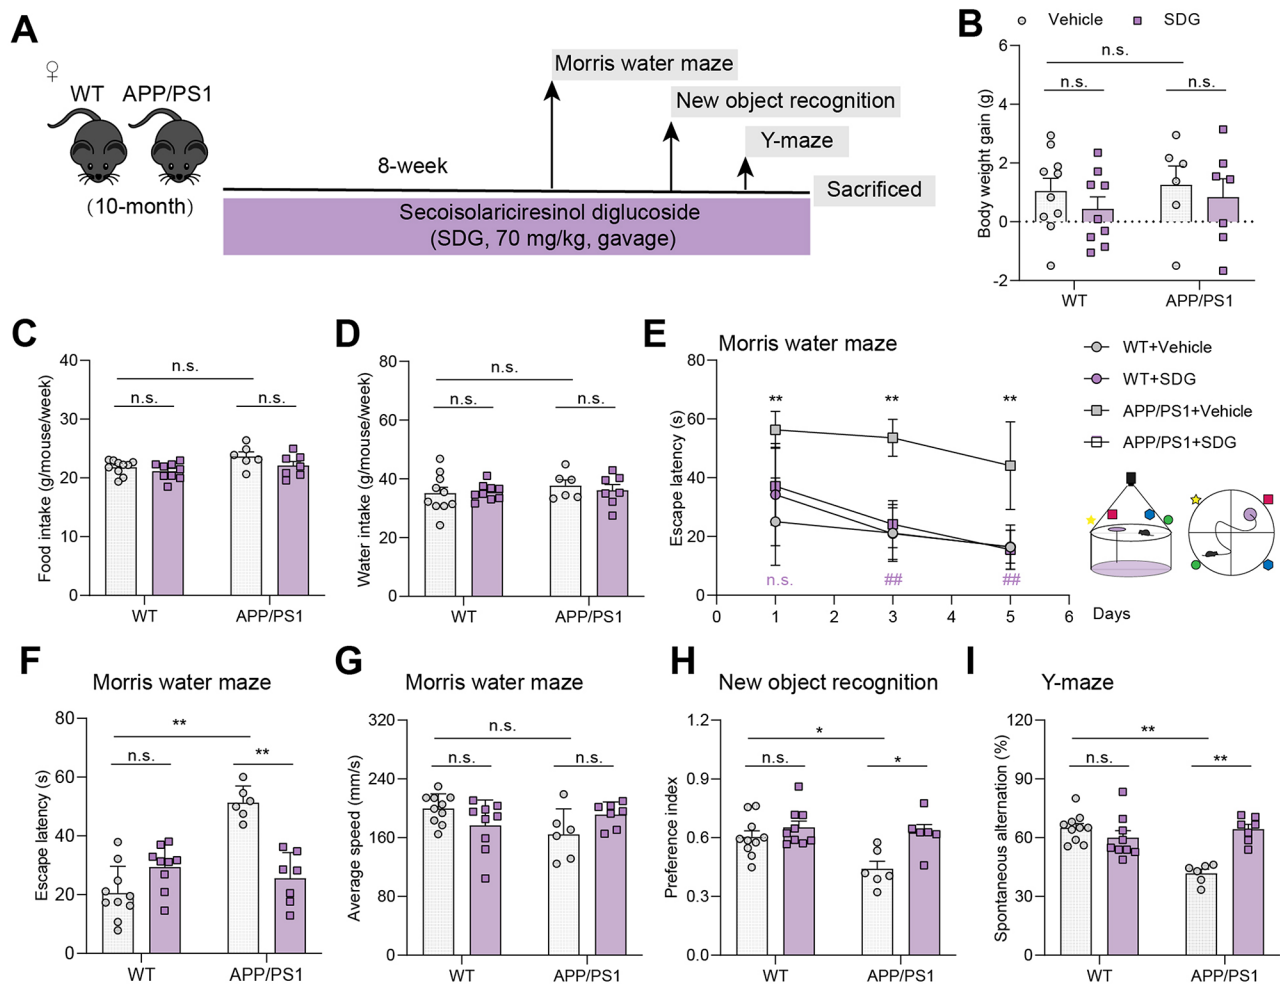 A
♀
WT APP/PS1
(10-month)
8-week
Morris water maze
New object recognition
Y-maze
Sacrificed
Secoisolariciresinol diglucoside
(SDG, 70 mg/kg, gavage)
B
Vehicle SDG
Body weight gain (g)
6
4
2
0
-2
n.s.
n.s. n.s.
WT APP/PS1
C
Food intake (g/mouse/week)
40
30
20
10
0
n.s.
n.s. n.s.
WT APP/PS1
D
Water intake (g/mouse/week)
80
60
40
20
0
n.s.
n.s. n.s.
WT APP/PS1
E
Morris water maze
Escape latency (s)
80
60
40
20
0
** ** **
n.s. ## ##
0 1 2 3 4 5 6 Days
WT+Vehicle
WT+SDG
APP/PS1+Vehicle
APP/PS1+SDG
F
Morris water maze
Escape latency (s)
80
60
40
20
0
**
n.s. **
WT APP/PS1
G
Morris water maze
Average speed (mm/s)
320
240
160
80
0
n.s.
n.s. n.s.
WT APP/PS1
H
New object recognition
Preference index
1.2
0.9
0.6
0.3
0.0
*
n.s. *
WT APP/PS1
I
Y-maze
Spontaneous alternation (%)
120
90
60
30
0
**
n.s. **
WT APP/PS1